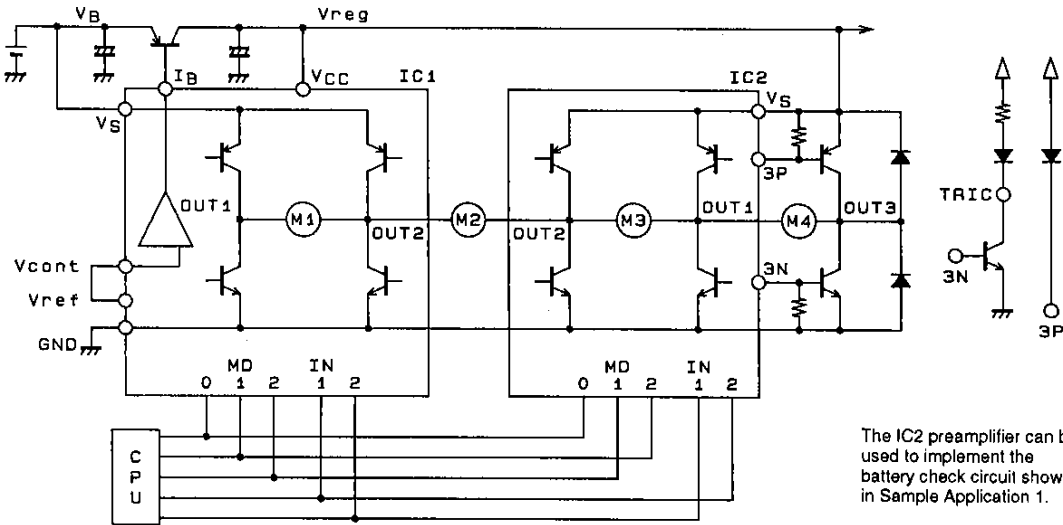 VB
Vreg
IB
VCC
IC1
IC2
VS
VS
3P
OUT1
M1
OUT2
M2
OUT2
M3
OUT1
M4
OUT3
TRIC
Vcont
3N
3N
Vref
GND
3P
MD IN
0 1 2 1 2
MD IN
0 1 2 1 2
C
P
U
The IC2 preamplifier can b
used to implement the
battery check circuit show
in Sample Application 1.